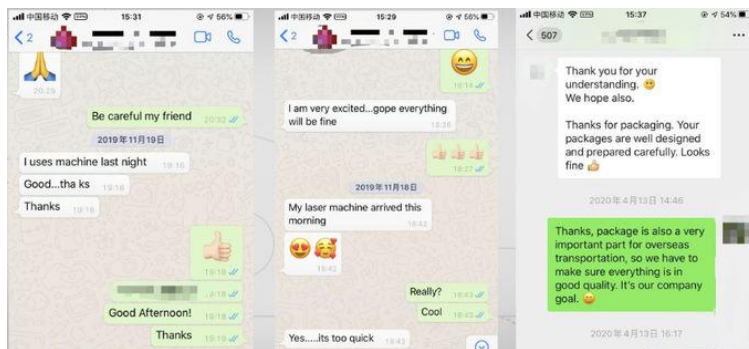 中国移动
15:31
56%
2
20:29
Be careful my friend
20:32
2019年11月19日
I uses machine last night
19:16
Good...tha ks
19:16
Thanks
19:16
19:18
19:18
Good Afternoon!
19:18
Thanks
19:19
中国移动
15:29
56%
2
18:14
I am very excited...gope everything
will be fine
18:36
18:37
2019年11月18日
My laser machine arrived this
morning
16:42
16:42
Really?
16:43
Cool
16:43
Yes.....its too quick
16:43
中国移动
15:37
54%
507
Thank you for your
understanding.
We hope also.
Thanks for packaging. Your
packages are well designed
and prepared carefully. Looks
fine
2020年4月13日 14:46
Thanks, package is also a very
important part for overseas
transportation, so we have to
make sure everything is in
good quality. It's our company
goal.
2020年4月13日 16:17